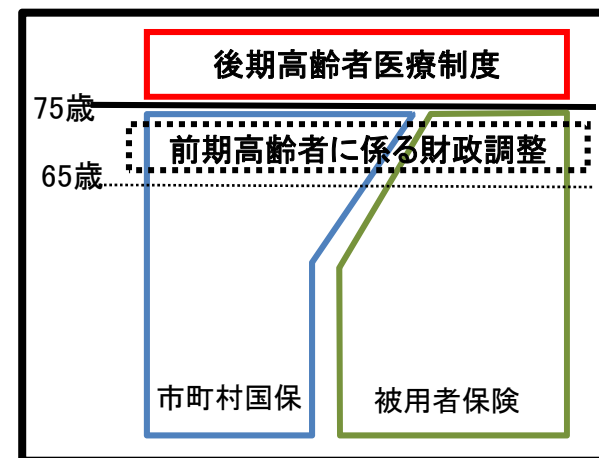 後期高齢者医療制度
75歳
前期高齢者に係る財政調整
65歳
市町村国保
被用者保険